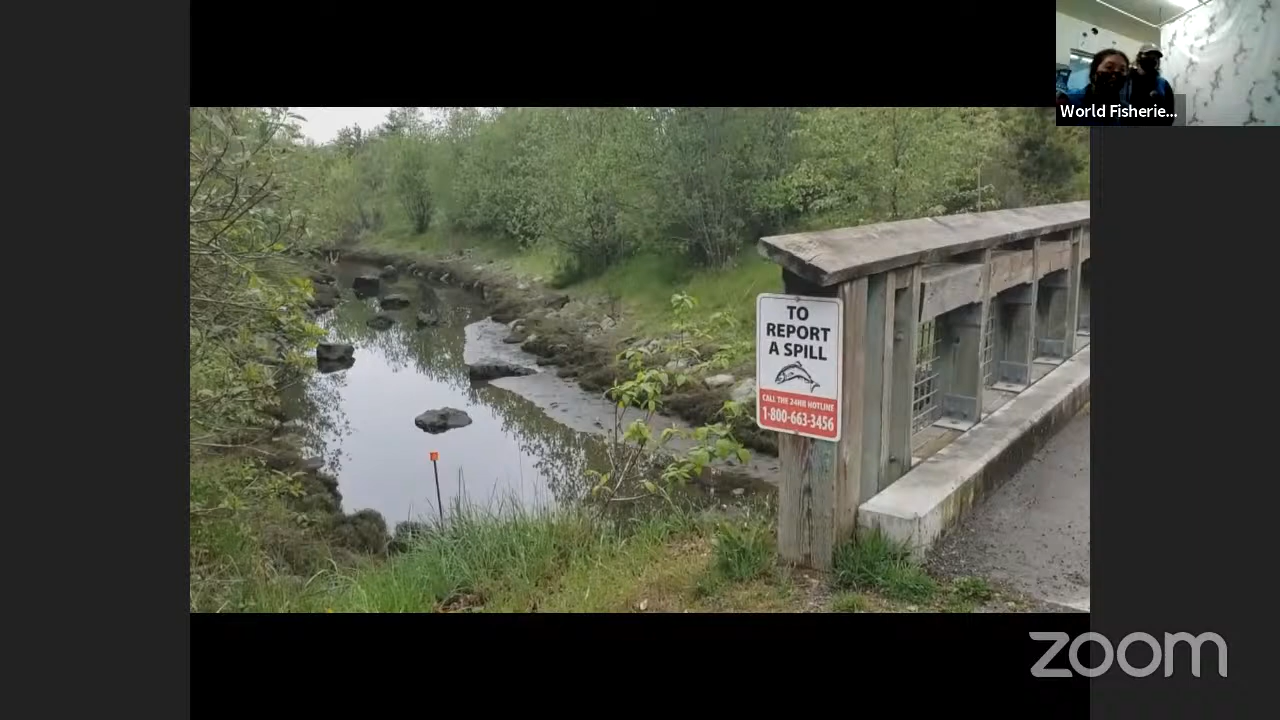 World Fisherie...
TO
REPORT
A SPILL
CALL THE 24HR HOTLINE
1-800-663-3456
zoom